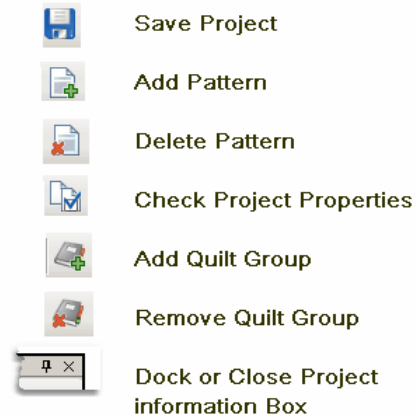 Save Project
Add Pattern
Delete Pattern
Check Project Properties
Add Quilt Group
Remove Quilt Group
Dock or Close Project
information Box